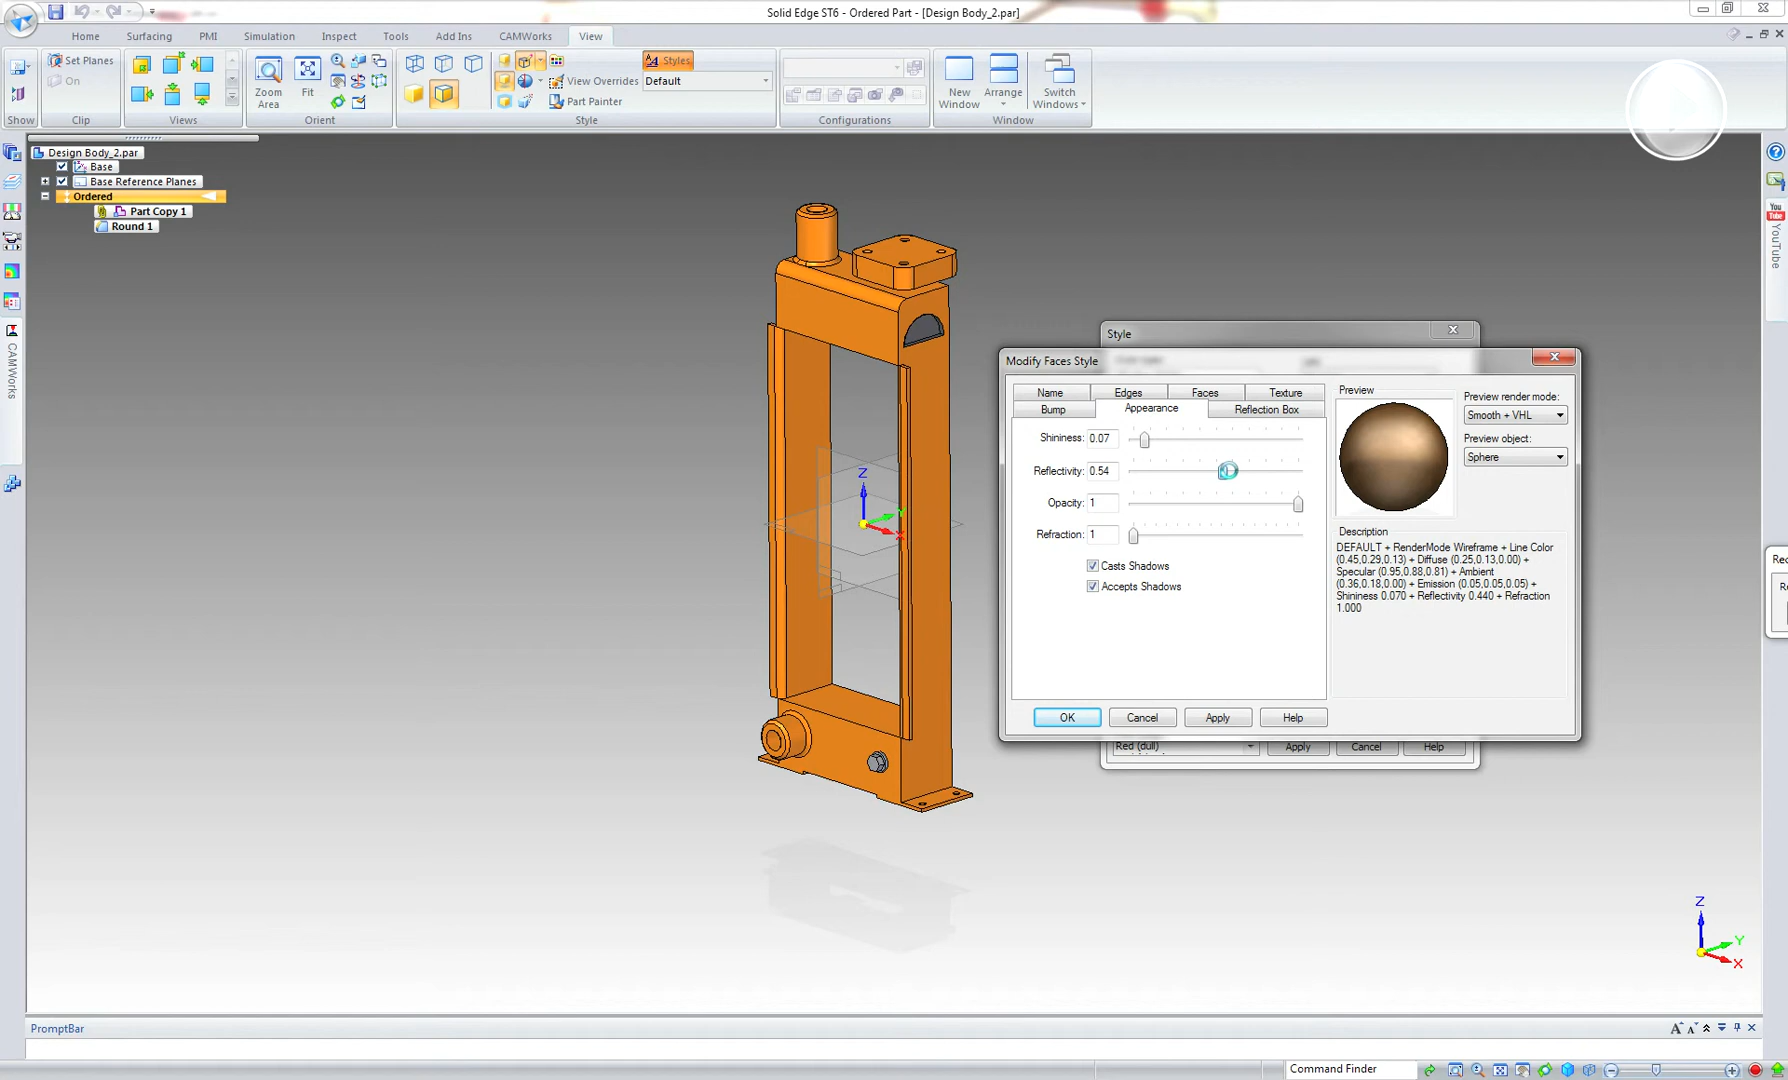 Solid Edge ST6 - Ordered Part - [Design Body_2.par]
Home Surfacing PMI Simulation Inspect Tools Add Ins CAMWorks View
Set Planes
On
Show
Clip
Views
Zoom Area
Fit
Orient
View Overrides
Part Painter
Styles
Default
Style
Configurations
New Window
Arrange
Switch Windows
Window
Design Body_2.par
Base
Base Reference Planes
Ordered
Part Copy 1
Round 1
CAMWorks
You Tube
YouTube
Z
Y
X
Style
Modify Faces Style
Name Edges Faces Texture
Bump Appearance Reflection Box
Shininess: 0.07
Reflectivity: 0.54
Opacity: 1
Refraction: 1
Casts Shadows
Accepts Shadows
OK Cancel Apply Help
Preview
Preview render mode:
Smooth + VHL
Preview object:
Sphere
Description
DEFAULT + RenderMode Wireframe + Line Color
(0.45,0.29,0.13) + Diffuse (0.25,0.13,0.00) +
Specular (0.95,0.88,0.81) + Ambient
(0.36,0.18,0.00) + Emission (0.05,0.05,0.05) +
Shininess 0.070 + Reflectivity 0.440 + Refraction
1.000
Red (dull) Apply Cancel Help
Z
Y
X
PromptBar
Command Finder